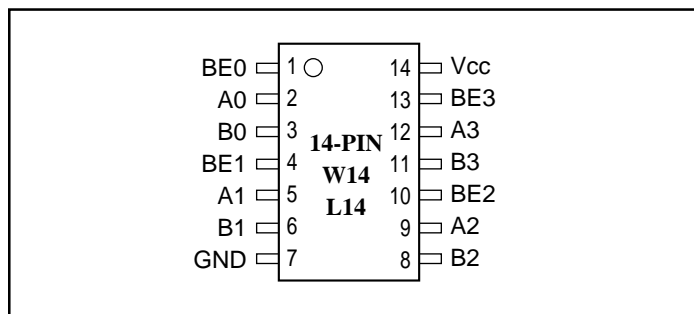 BE0 1 14 Vcc
A0 2 13 BE3
B0 3 12 A3
14-PIN
BE1 4 11 B3
W14
A1 5 10 BE2
L14
B1 6 9 A2
GND 7 8 B2